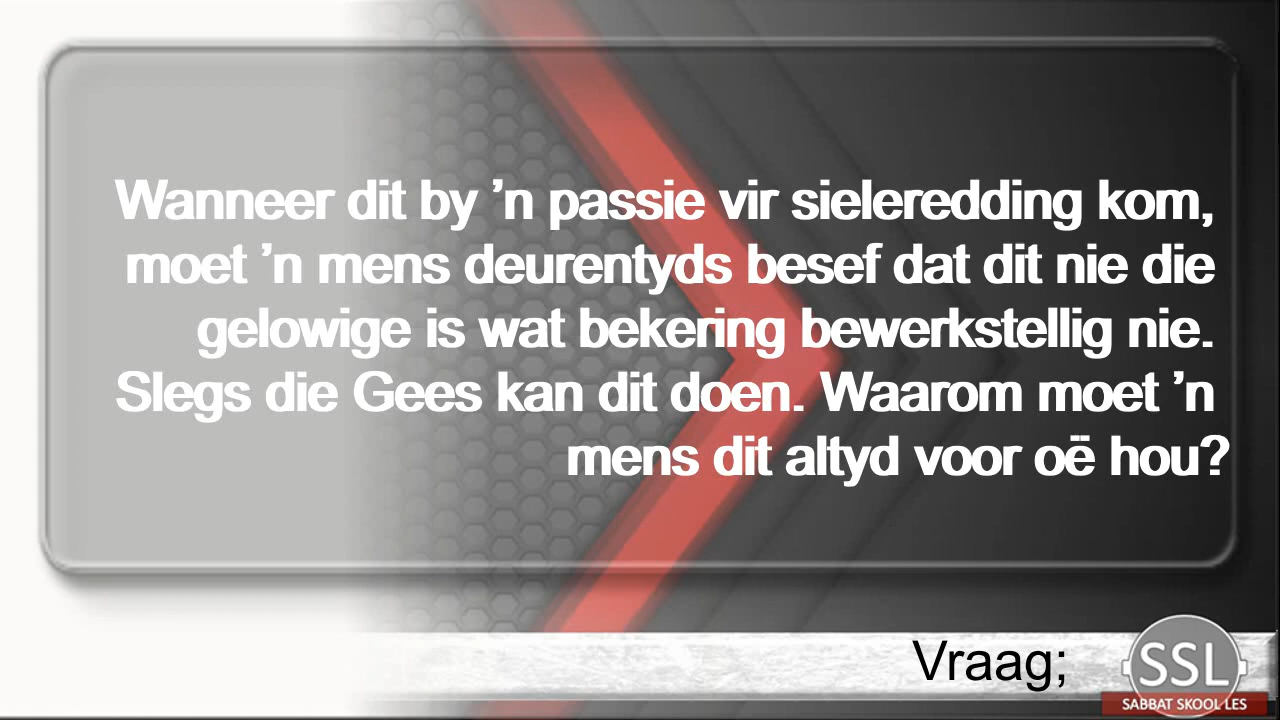 Wanneer dit by ’n passie vir sieleredding kom,
moet ’n mens deurentyds besef dat dit nie die
gelowige is wat bekering bewerkstellig nie.
Slegs die Gees kan dit doen. Waarom moet ’n
mens dit altyd voor oë hou?
Vraag;
SSL
SABBAT SKOOL LES